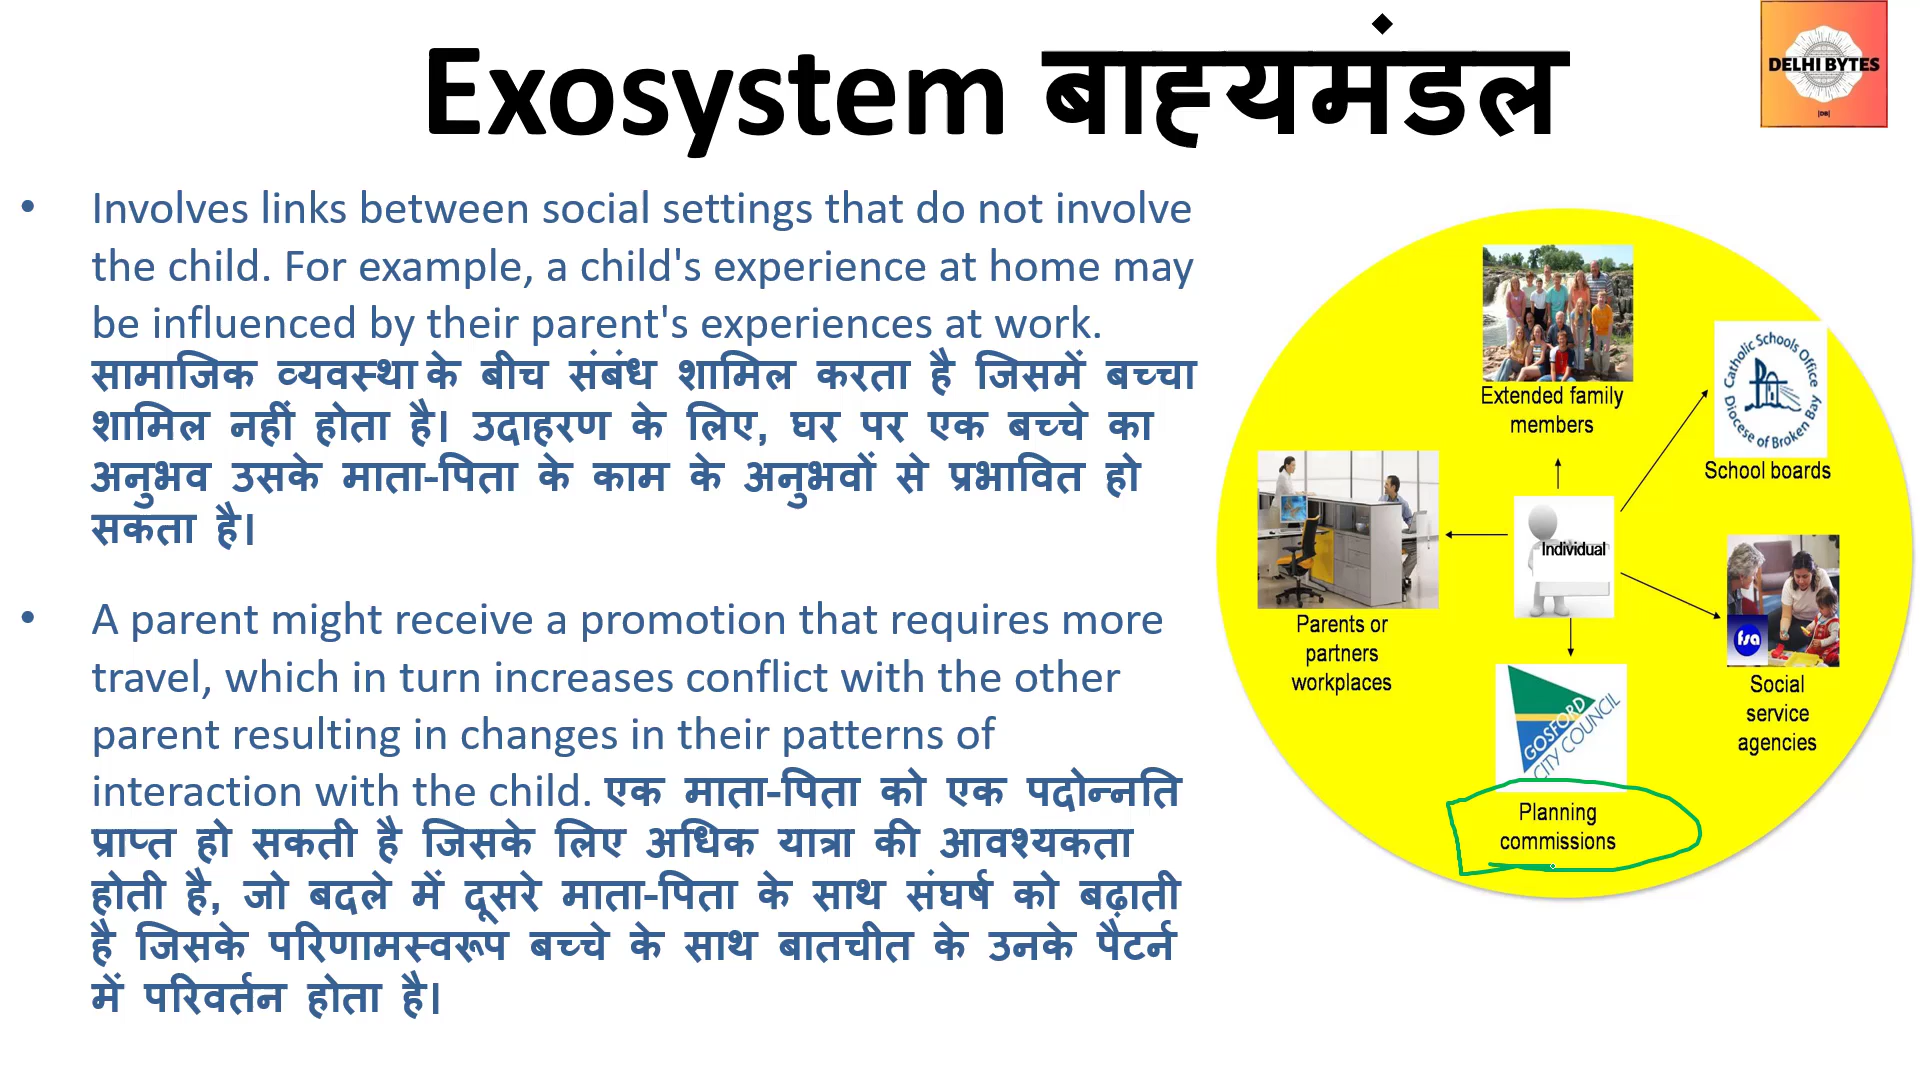 Exosystem बाह्यमंडल
DELHI BYTES
|DB|
• Involves links between social settings that do not involve
the child. For example, a child's experience at home may
be influenced by their parent's experiences at work.
सामाजिक व्यवस्था के बीच संबंध शामिल करता है जिसमें बच्चा
शामिल नहीं होता है। उदाहरण के लिए, घर पर एक बच्चे का
अनुभव उसके माता-पिता के काम के अनुभवों से प्रभावित हो
सकता है।
• A parent might receive a promotion that requires more
travel, which in turn increases conflict with the other
parent resulting in changes in their patterns of
interaction with the child. एक माता-पिता को एक पदोन्नति
प्राप्त हो सकती है जिसके लिए अधिक यात्रा की आवश्यकता
होती है, जो बदले में दूसरे माता-पिता के साथ संघर्ष को बढ़ाती
है जिसके परिणामस्वरूप बच्चे के साथ बातचीत के उनके पैटर्न
में परिवर्तन होता है।
Extended family
members
Catholic Schools Office
Diocese of Broken Bay
School boards
Parents or
partners
workplaces
Individual
fsa
Social
service
agencies
GOSFORD
CITY COUNCIL
Planning
commissions